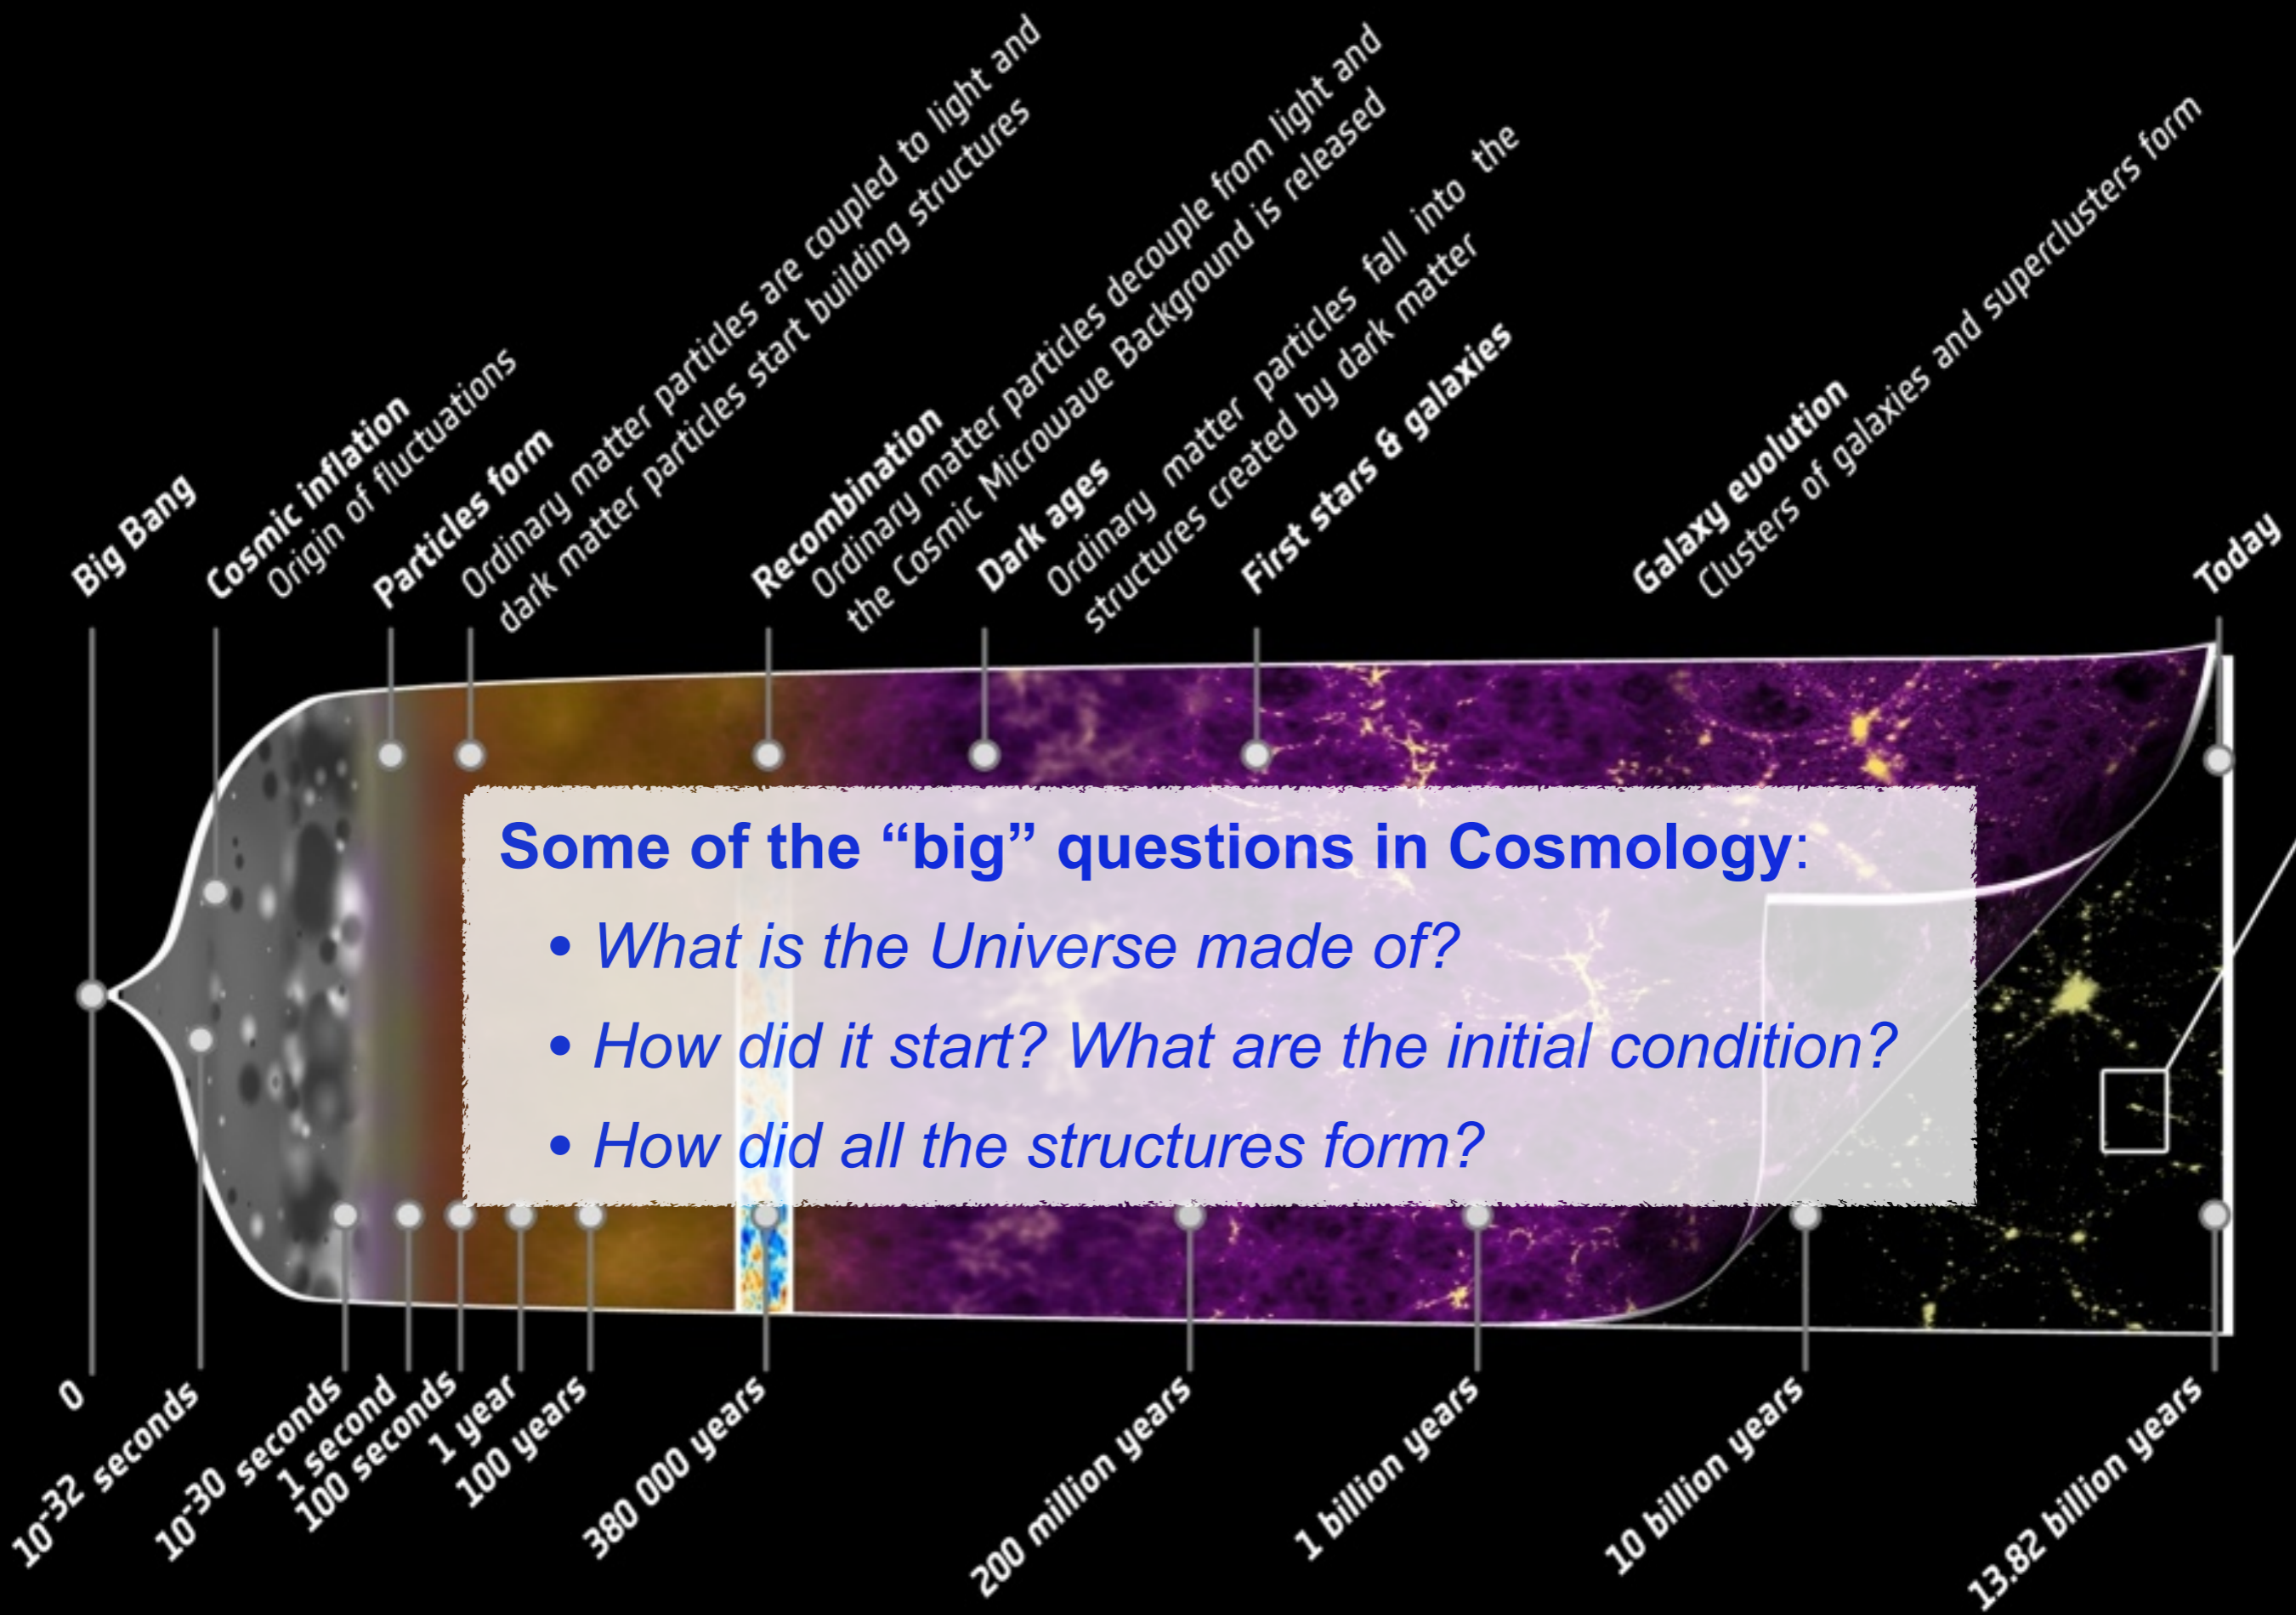 Big Bang
Cosmic inflation
Origin of fluctuations
Particles form
Ordinary matter particles are coupled to light and
dark matter particles start building structures
Recombination
Ordinary matter particles decouple from light and
the Cosmic Microwave Background is released
Dark ages
Ordinary matter particles fall into the
structures created by dark matter
First stars & galaxies
Galaxy evolution
Clusters of galaxies and superclusters form
Today
Some of the “big” questions in Cosmology:
• What is the Universe made of?
• How did it start? What are the initial condition?
• How did all the structures form?
0
10-32 seconds
10-30 seconds
1 second
100 seconds
1 year
100 years
380 000 years
200 million years
1 billion years
10 billion years
13.82 billion years